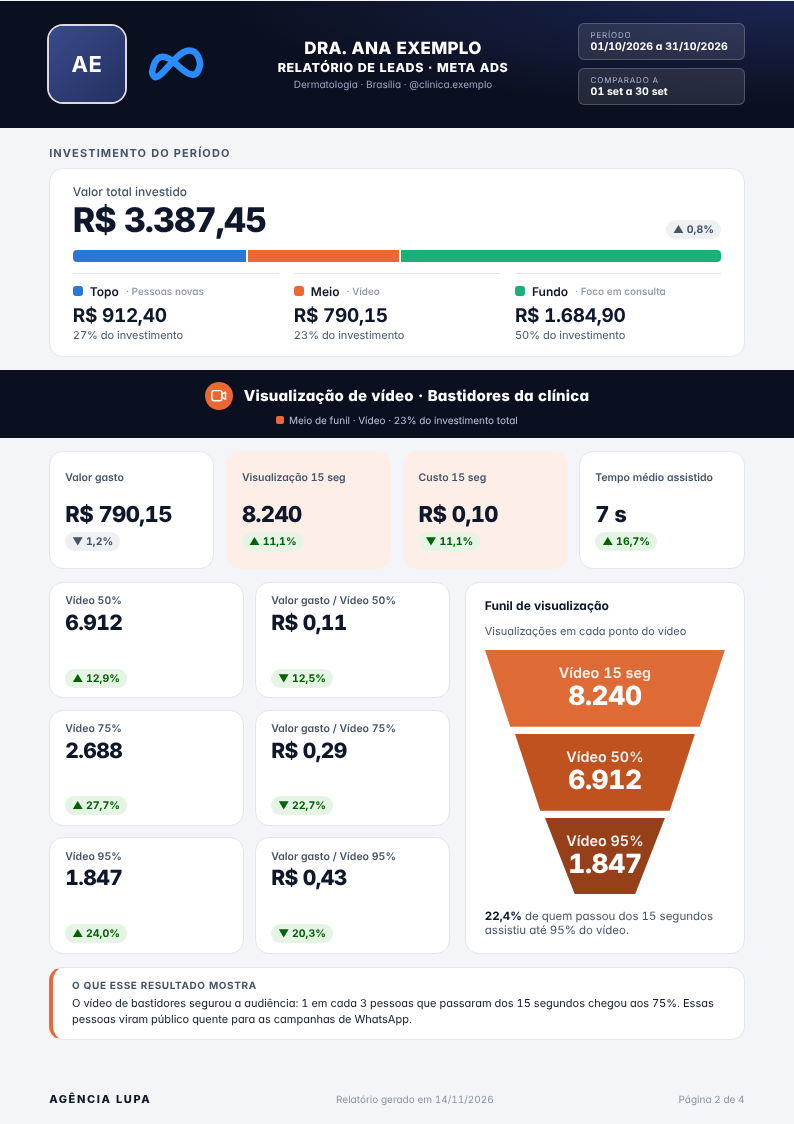 AE
DRA. ANA EXEMPLO
RELATÓRIO DE LEADS · META ADS
Dermatologia · Brasília · @clinica.exemplo
PERÍODO
01/10/2026 a 31/10/2026
COMPARADO A
01 set a 30 set
INVESTIMENTO DO PERÍODO
Valor total investido
R$ 3.387,45
▲ 0,8%
Topo · Pessoas novas
R$ 912,40
27% do investimento
Meio · Vídeo
R$ 790,15
23% do investimento
Fundo · Foco em consulta
R$ 1.684,90
50% do investimento
Visualização de vídeo · Bastidores da clínica
Meio de funil · Vídeo · 23% do investimento total
Valor gasto
R$ 790,15
▼ 1,2%
Visualização 15 seg
8.240
▲ 11,1%
Custo 15 seg
R$ 0,10
▼ 11,1%
Tempo médio assistido
7 s
▲ 16,7%
Vídeo 50%
6.912
▲ 12,9%
Valor gasto / Vídeo 50%
R$ 0,11
▼ 12,5%
Vídeo 75%
2.688
▲ 27,7%
Valor gasto / Vídeo 75%
R$ 0,29
▼ 22,7%
Vídeo 95%
1.847
▲ 24,0%
Valor gasto / Vídeo 95%
R$ 0,43
▼ 20,3%
Funil de visualização
Visualizações em cada ponto do vídeo
Vídeo 15 seg
8.240
Vídeo 50%
6.912
Vídeo 95%
1.847
22,4% de quem passou dos 15 segundos
assistiu até 95% do vídeo.
O QUE ESSE RESULTADO MOSTRA
O vídeo de bastidores segurou a audiência: 1 em cada 3 pessoas que passaram dos 15 segundos chegou aos 75%. Essas
pessoas viram público quente para as campanhas de WhatsApp.
AGÊNCIA LUPA
Relatório gerado em 14/11/2026
Página 2 de 4